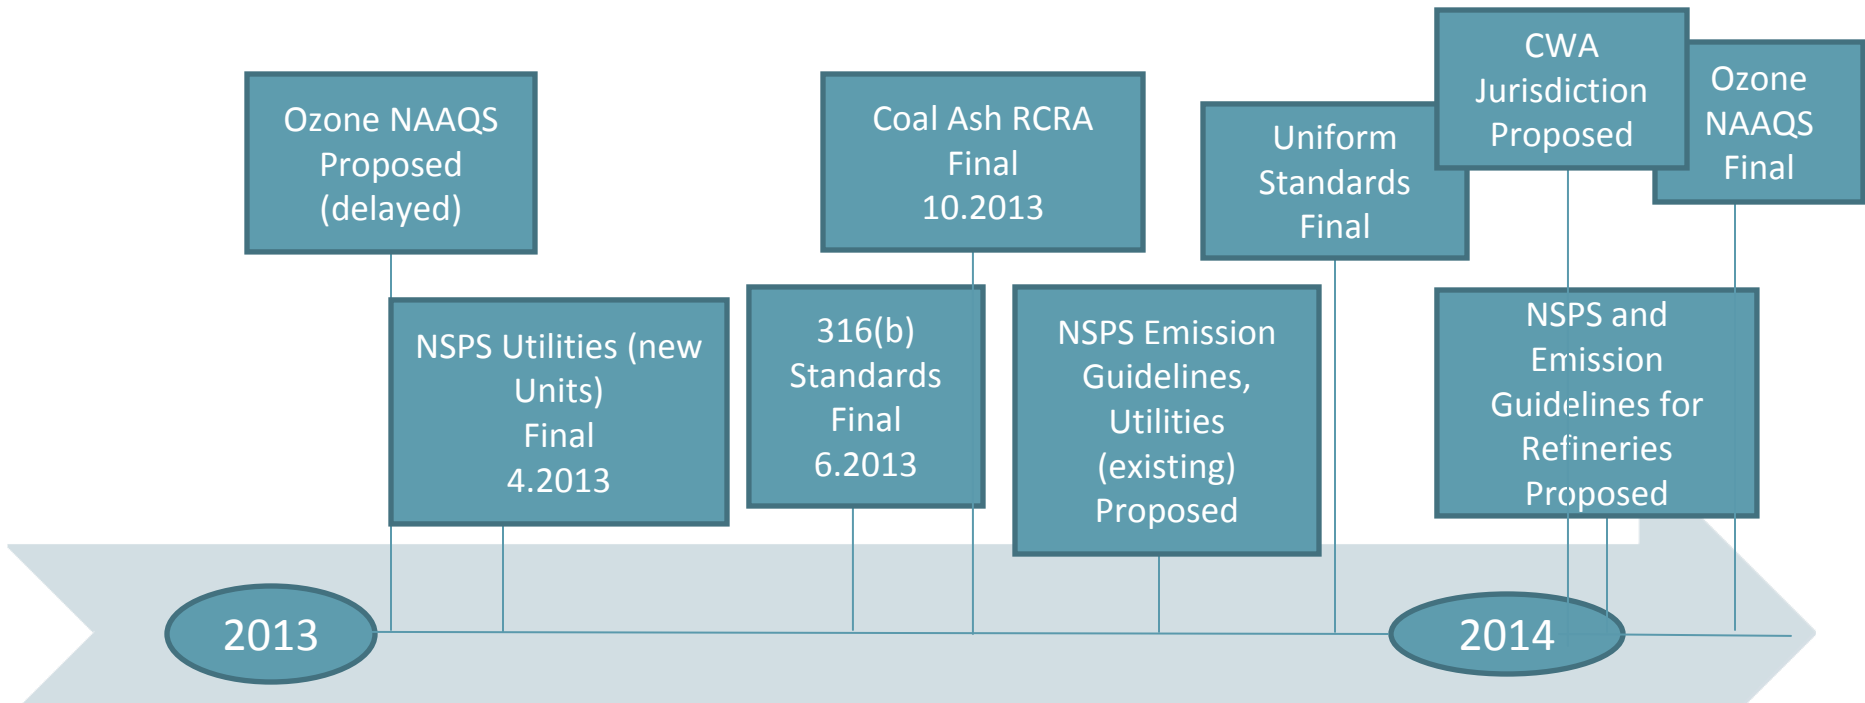 Ozone NAAQS
Proposed
(delayed)
NSPS Utilities (new
Units)
Final
4.2013
Coal Ash RCRA
Final
10.2013
316(b)
Standards
Final
6.2013
NSPS Emission
Guidelines,
Utilities
(existing)
Proposed
Uniform
Standards
Final
CWA
Jurisdiction
Proposed
Ozone
NAAQS
Final
NSPS and
Emission
Guidelines for
Refineries
Proposed
2013
2014